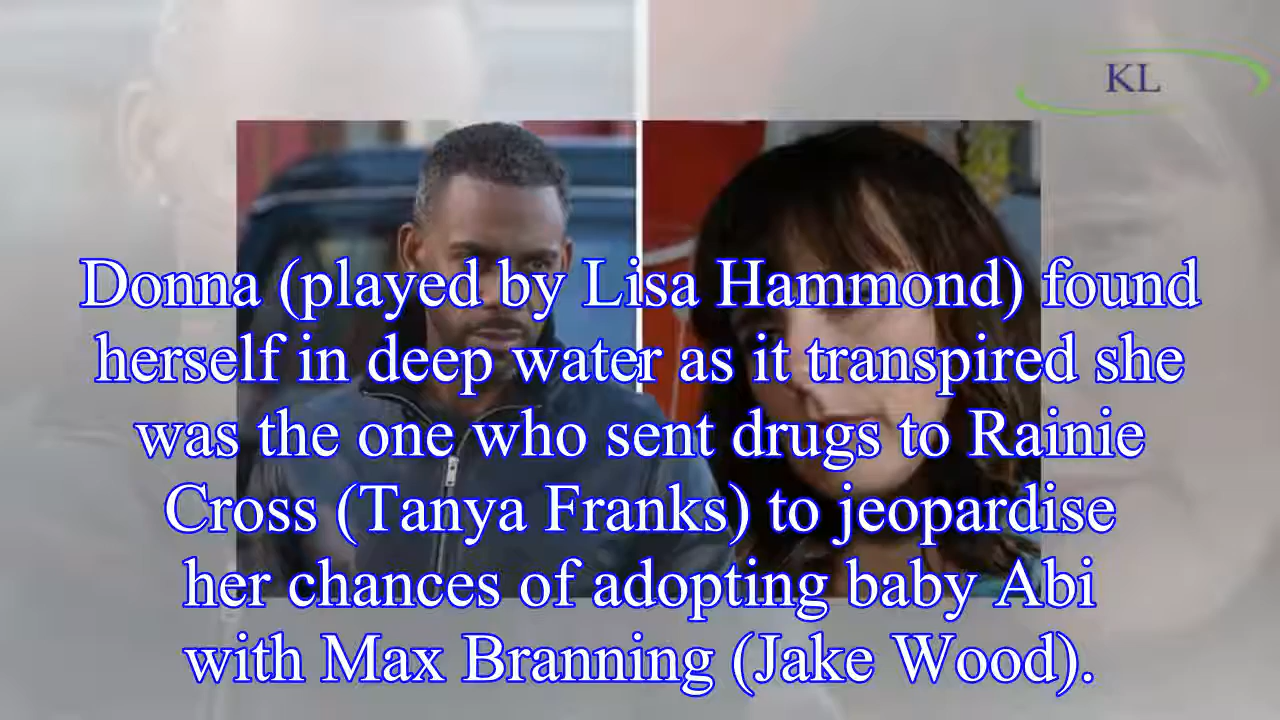 KL
Donna (played by Lisa Hammond) found
herself in deep water as it transpired she
was the one who sent drugs to Rainie
Cross (Tanya Franks) to jeopardise
her chances of adopting baby Abi
with Max Branning (Jake Wood).